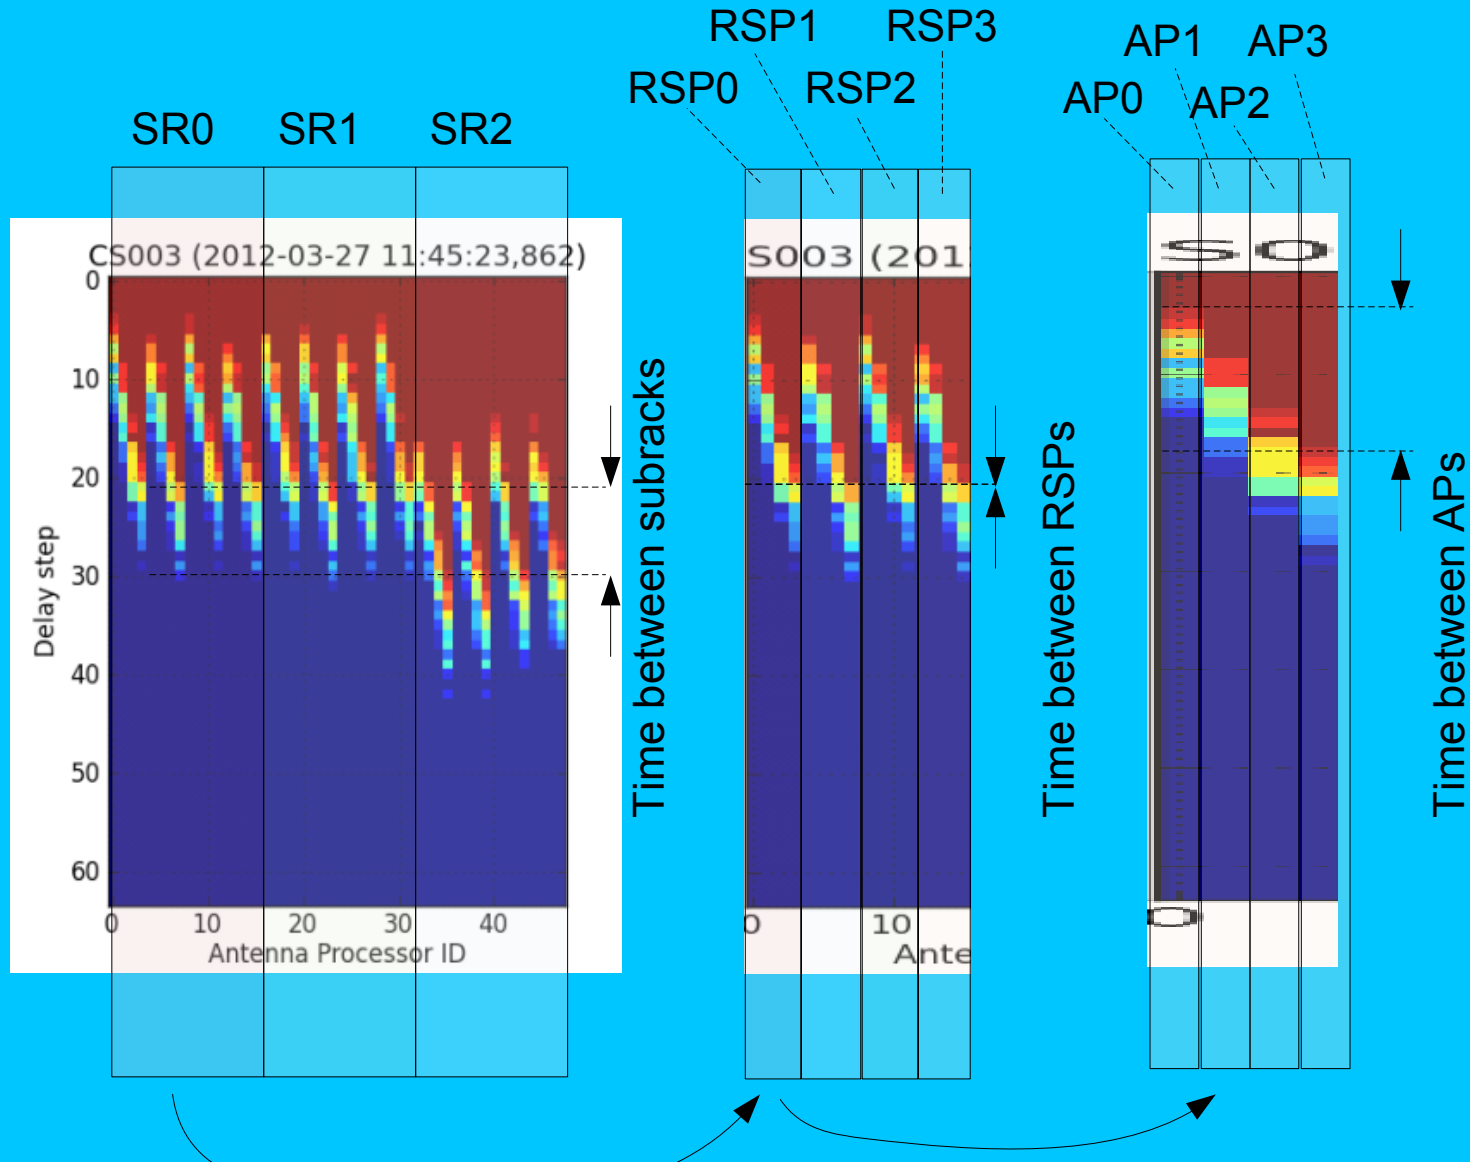 RSP1
RSP3
AP1
AP3
RSP0
RSP2
AP0
AP2
SR0
SR1
SR2
CS003 (2012-03-27 11:45:23,862)
0
10
20
30
40
50
60
Delay step
0
10
20
30
40
Antenna Processor ID
Time between subracks
S003 (201
0
10
Ante
Time between RSPs
S 0
0
Time between APs